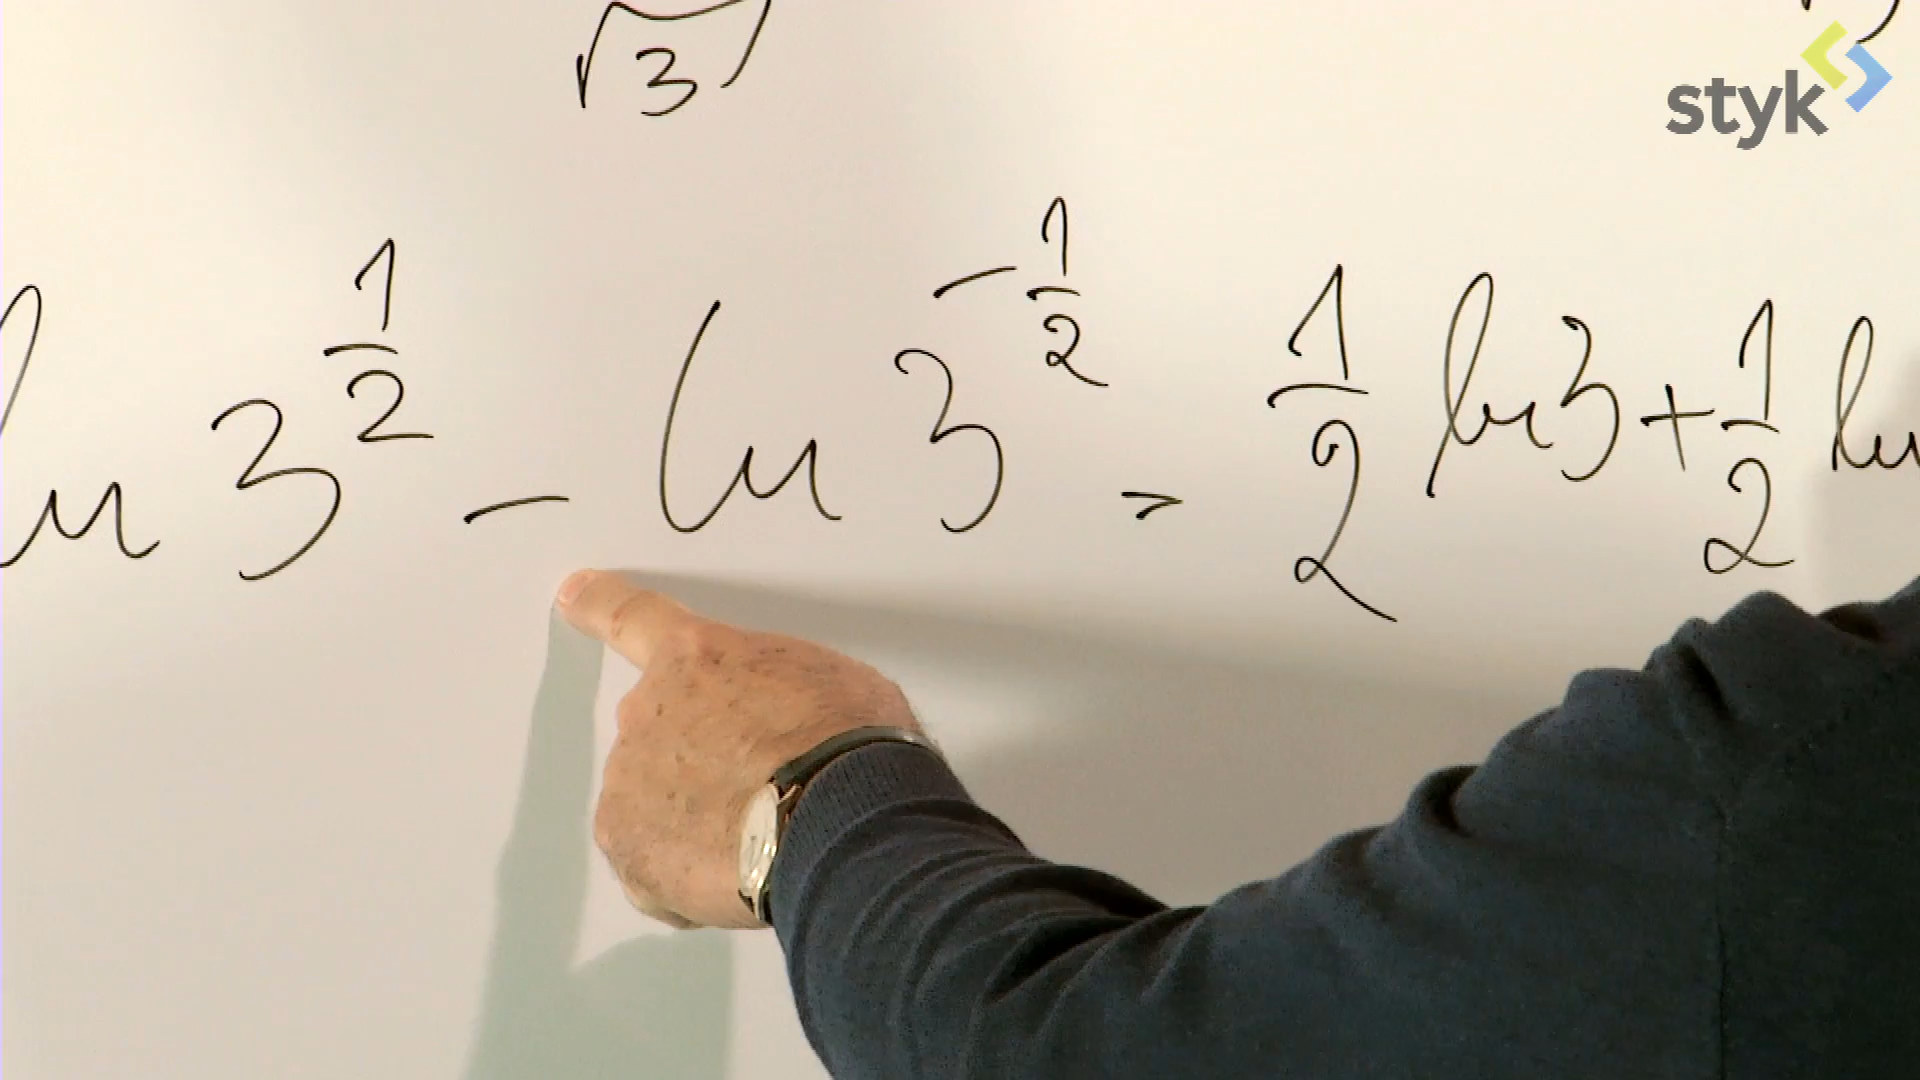 √3)
styk
ln 3^{1/2} - ln 3^{-1/2} = 1/2 ln 3 + 1/2 ln